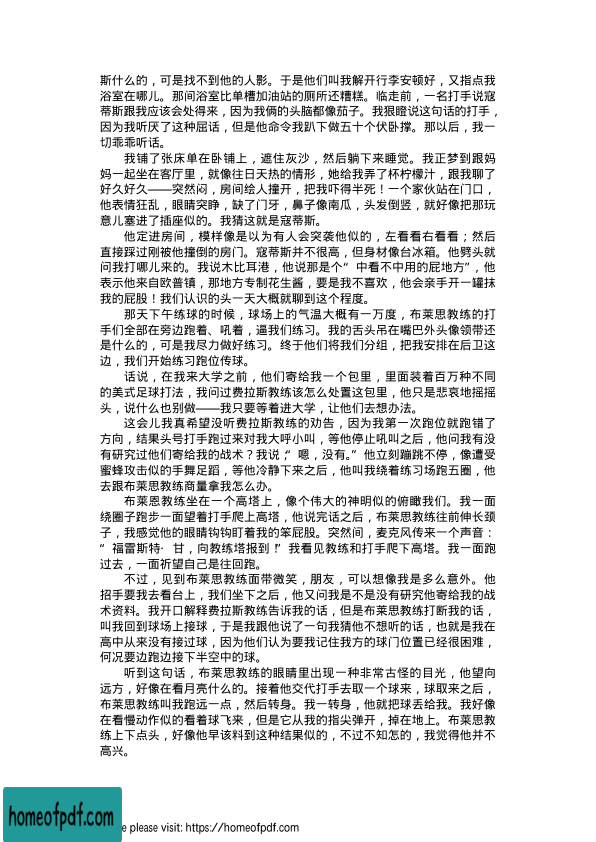 斯什么的，可是找不到他的人影。于是他们叫我解开行李安顿好，又指点我
浴室在哪儿。那间浴室比单槽加油站的厕所还糟糕。临走前，一名打手说寇
蒂斯跟我应该会处得来，因为我俩的头脑都像茄子。我狠瞪说这句话的打手，
因为我听厌了这种屁话，但是他命令我趴下做五十个伏卧撑。那以后，我一
切乖乖听话。
我铺了张床单在卧铺上，遮住灰沙，然后躺下来睡觉。我正梦到跟妈
妈一起坐在客厅里，就像往日天热的情形，她给我弄了杯柠檬汁，跟我聊了
好久好久——突然闷，房间给人撞开，把我吓得半死！一个家伙站在门口，
他表情狂乱，眼睛突睁，缺了门牙，鼻子像南瓜，头发倒竖，就好像把那玩
意儿塞进了插座似的。我猜这就是寇蒂斯。
他定进房间，模样像是以为有人会突袭他似的，左看看右看看；然后
直接踩过刚被他撞倒的房门。寇蒂斯并不很高，但身材像台冰箱。他劈头就
问我打哪儿来的。我说木比耳港，他说那是个“中看不中用的屁地方”，他
表示他来自欧普镇，那地方专制花生酱，要是我不喜欢，他会亲手开一罐抹
我的屁股！我们认识的头一天大概就聊到这个程度。
那天下午练球的时候，球场上的气温大概有一万度，布莱思教练的打
手们全部在旁边跑着、吼着，逼我们练习。我的舌头吊在嘴巴外头像领带还
是什么的，可是我尽力做好练习。终于他们将我们分组，把我安排在后卫这
边，我们开始练习跑位传球。
话说，在我来大学之前，他们寄给我一个包里，里面装着百万种不同
的美式足球打法，我问过费拉斯教练该怎么处置这包里，他只是悲哀地摇摇
头，说什么也别做——我只要等着进大学，让他们去想办法。
这会儿我真希望没听费拉斯教练的劝告，因为我第一次跑位就跑错了
方向，结果头号打手跑过来对我大呼小叫，等他停止吼叫之后，他问我有没
有研究过他们寄给我的战术？我说；“嗯，没有。”他立刻蹦跳不停，像遭受
蜜蜂攻击似的手舞足蹈，等他冷静下来之后，他叫我绕着练习场跑五圈，他
去跟布莱思教练商量拿我怎么办。
布莱恩教练坐在一个高塔上，像个伟大的神明似的俯瞰我们。我一面
绕圈子跑步一面望着打手爬上高塔，他说完话之后，布莱思教练往前伸长颈
子，我感觉他的眼睛钩钩盯着我的笨屁股。突然间，麦克风传来一个声音：
“福雷斯特·甘，向教练塔报到！”我看见教练和打手爬下高塔。我一面跑
过去，一面祈望自己是往回跑。
不过，见到布莱思教练面带微笑，朋友，可以想像我是多么意外。他
招手要我去看台上，我们坐下之后，他又问我是不是没有研究他寄给我的战
术资料。我开口解释费拉斯教练告诉我的话，但是布莱思教练打断我的话，
叫我回到球场上接球，于是我跟他说了一句我猜他不想听的话，也就是我在
高中从来没有接过球，因为他们认为要我记住我方的球门位置已经很困难，
何况要边跑边接下半空中的球。
听到这句话，布莱思教练的眼睛里出现一种非常古怪的目光，他望向
远方，好像在看月亮什么的。接着他交代打手去取一个球来，球取来之后，
布莱思教练叫我跑远一点，然后转身。我一转身，他就把球丢给我。我好像
在看慢动作似的看着球飞来，但是它从我的指尖弹开，掉在地上。布莱思教
练上下点头，好像他早该料到这种结果似的，不过不知怎的，我觉得他并不
高兴。
homeofpdf.com
e please visit: https://homeofpdf.com